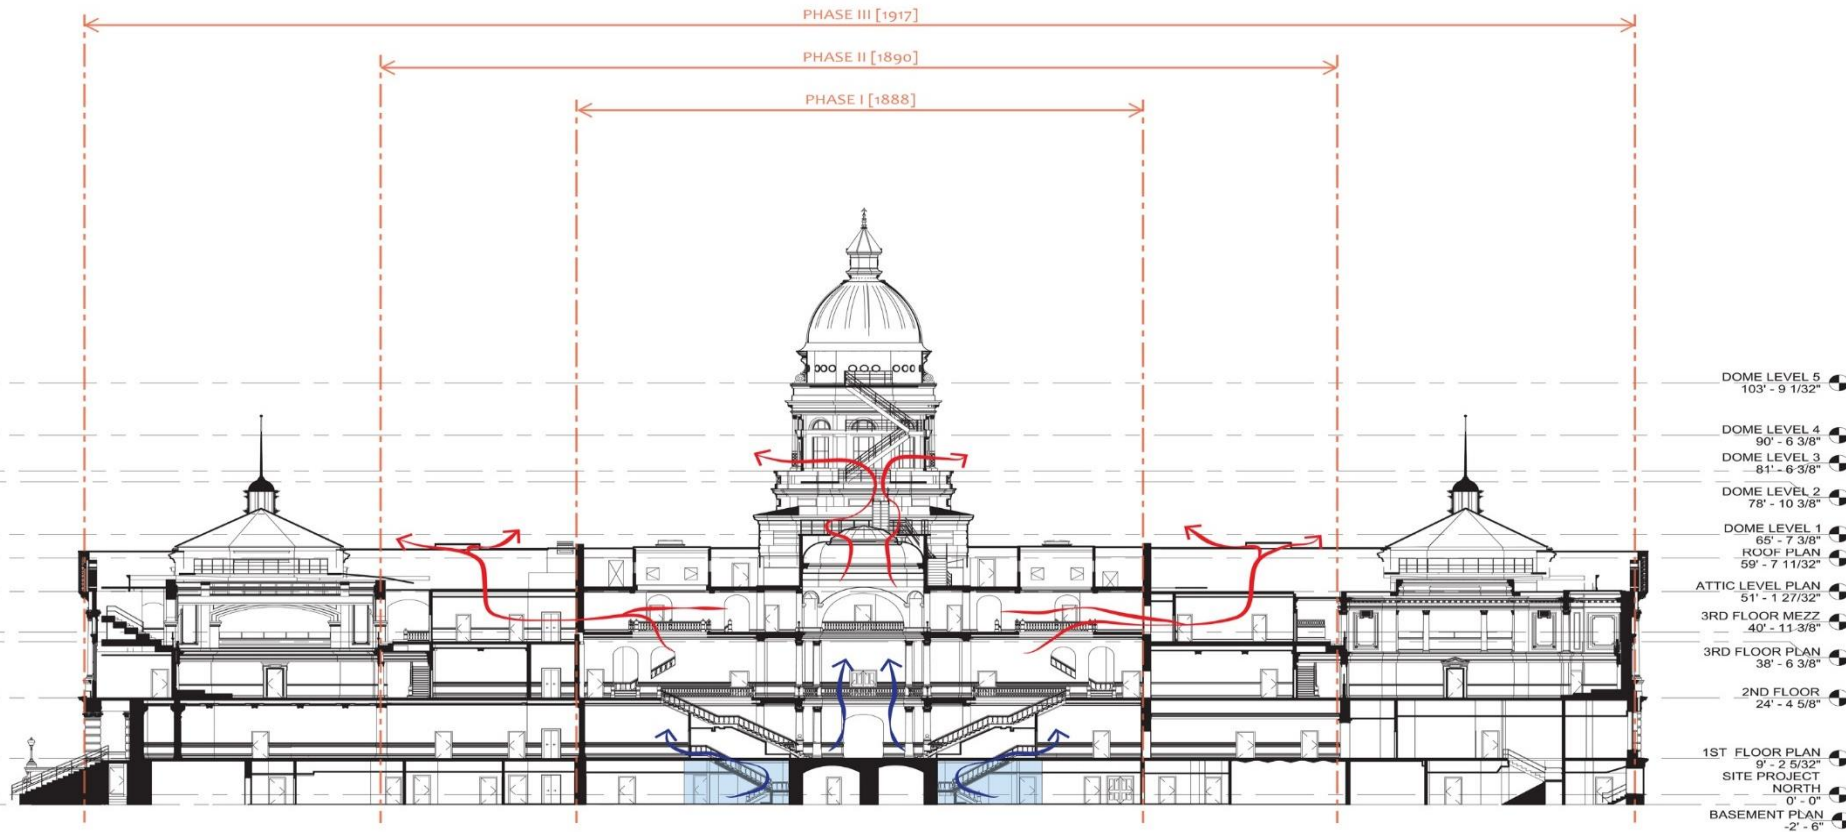 PHASE III [1917]
PHASE II [1890]
PHASE I [1888]
DOME LEVEL 5
103' - 9 1/32"
DOME LEVEL 4
90' - 6 3/8"
DOME LEVEL 3
81' - 6 3/8"
DOME LEVEL 2
78' - 10 3/8"
DOME LEVEL 1
65' - 7 3/8"
ROOF PLAN
59' - 7 11/32"
ATTIC LEVEL PLAN
51' - 1 27/32"
3RD FLOOR MEZZ
40' - 11 3/8"
3RD FLOOR PLAN
38' - 6 3/8"
2ND FLOOR
24' - 4 5/8"
1ST FLOOR PLAN
9' - 2 5/32"
SITE PROJECT
NORTH
0' - 0"
BASEMENT PLAN
-2' - 6"